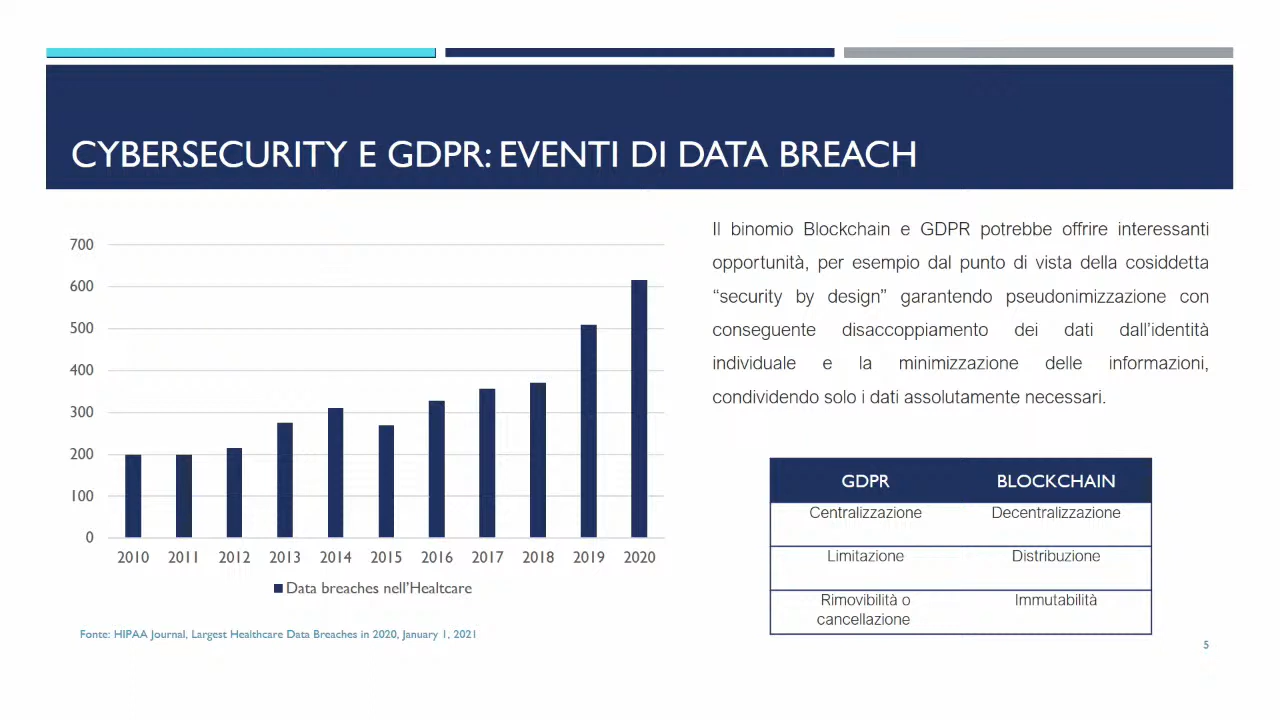 CYBERSECURITY E GDPR: EVENTI DI DATA BREACH
700
600
500
400
300
200
100
0
2010 2011 2012 2013 2014 2015 2016 2017 2018 2019 2020
Data breaches nell'Healtcare
Fonte: HIPAA Journal, Largest Healthcare Data Breaches in 2020, January 1, 2021
Il binomio Blockchain e GDPR potrebbe offrire interessanti
opportunità, per esempio dal punto di vista della cosiddetta
“security by design” garantendo pseudonimizzazione con
conseguente disaccoppiamento dei dati dall’identità
individuale e la minimizzazione delle informazioni,
condividendo solo i dati assolutamente necessari.
GDPR BLOCKCHAIN
Centralizzazione Decentralizzazione
Limitazione Distribuzione
Rimovibilità o Immutabilità
cancellazione
5